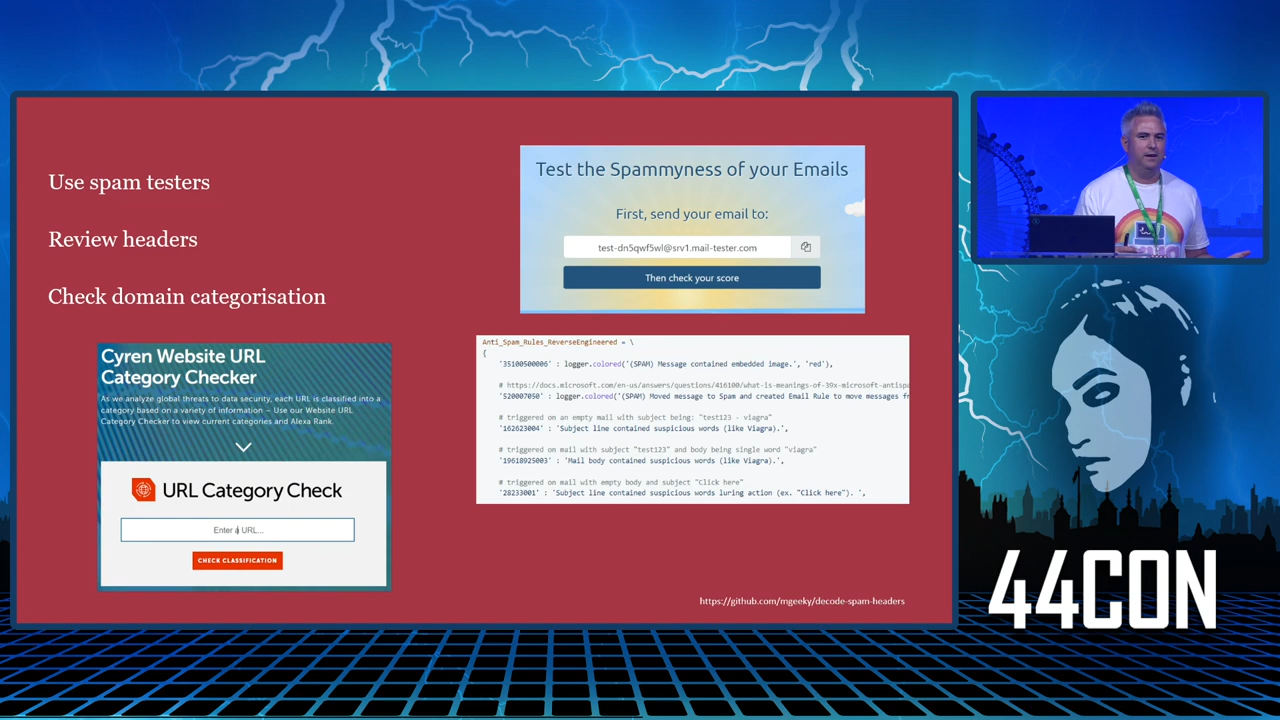 Use spam testers
Review headers
Check domain categorisation
Test the Spammyness of your Emails
First, send your email to:
test-dn5qwf5wl@srv1.mail-tester.com
Then check your score
Cyren Website URL
Category Checker
As we analyze global threats to data security, each URL is classified into a
category based on a variety of information – Use our Website URL
Category Checker to view current categories and Alexa Rank.
URL Category Check
Enter a URL...
CHECK CLASSIFICATION
Anti_Spam_Rules_ReverseEngineered = \
{
'35100500006' : logger.colored('(SPAM) Message contained embedded image.', 'red'),
# https://docs.microsoft.com/en-us/answers/questions/416100/what-is-meanings-of-39x-microsoft-antispa
'520007050' : logger.colored('(SPAM) Moved message to Spam and created Email Rule to move messages fr
# triggered on an empty mail with subject being: "test123 - viagra"
'162623004' : 'Subject line contained suspicious words (like Viagra).',
# triggered on mail with subject "test123" and body being single word "viagra"
'19618925003' : 'Mail body contained suspicious words (like Viagra).',
# triggered on mail with empty body and subject "Click here"
'28233001' : 'Subject line contained suspicious words luring action (ex. "Click here"). ',
https://github.com/mgeeky/decode-spam-headers
44CON